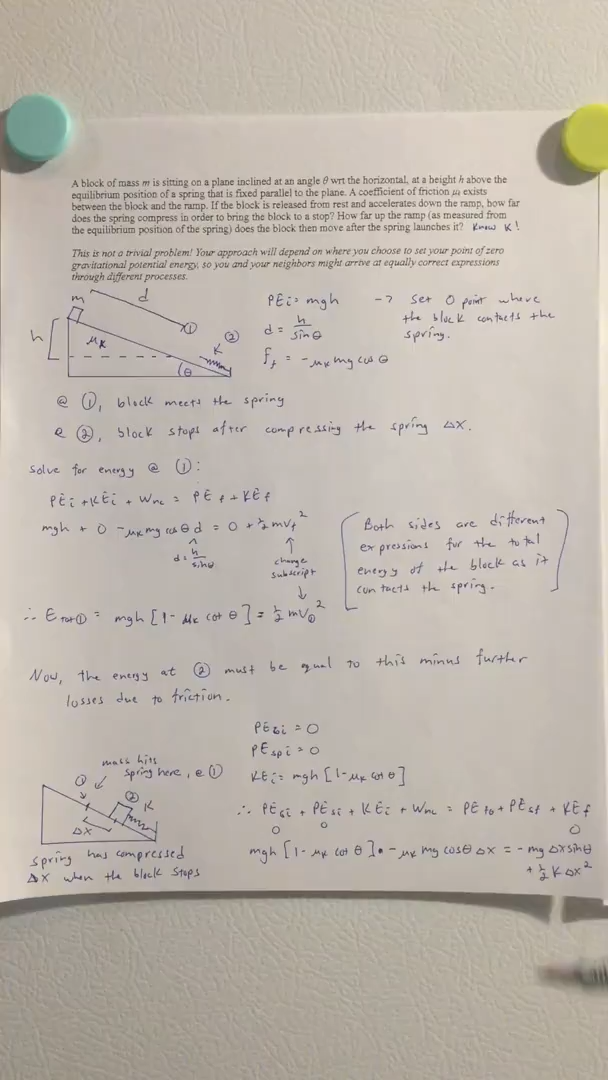 A block of mass m is sitting on a plane inclined at an angle θ wrt the horizontal, at a height h above the
equilibrium position of a spring that is fixed parallel to the plane. A coefficient of friction μₖ exists
between the block and the ramp. If the block is released from rest and accelerates down the ramp, how far
does the spring compress in order to bring the block to a stop? How far up the ramp (as measured from
the equilibrium position of the spring) does the block then move after the spring launches it? Know K!
This is not a trivial problem! Your approach will depend on where you choose to set your point of zero
gravitational potential energy, so you and your neighbors might arrive at equally correct expressions
through different processes.
m
d
①
②
K
h
μₖ
θ
PEi = mgh
→ Set 0 point where
the block contacts the
spring.
d = h/sinθ
Ff = -μₖ mg cos θ
@ ①, block meets the spring
@ ②, block stops after compressing the spring Δx.
Solve for energy @ ①:
PEi + KEi + Wnc = PEf + KEf
mgh + 0 - μₖ mg cos θ d = 0 + ½ mVf²
d = h/sinθ
change
subscript
[Both sides are different
expressions for the total
energy of the block as it
contacts the spring.]
∴ Etot① = mgh [1 - μₖ cot θ] = ½ mV①²
Now, the energy at ② must be equal to this minus further
losses due to friction.
mass hits
spring here, @ ①
①
②
K
Δx
spring has compressed
Δx when the block stops
PEGi = 0
PEspi = 0
KEi = mgh [1 - μₖ cot θ]
∴ PEGi + PEsi + KEi + Wnc = PEfG + PEsf + KEf
0 0 0
mgh [1 - μₖ cot θ] - μₖ mg cosθ Δx = - mg Δx sinθ
+ ½ K Δx²